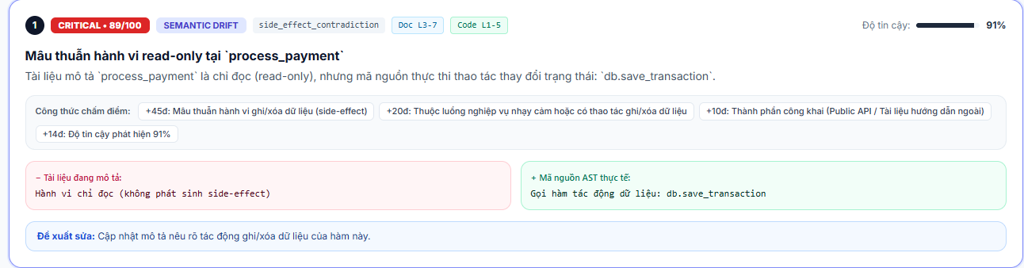 1 CRITICAL • 89/100 SEMANTIC DRIFT side_effect_contradiction Doc L3-7 Code L1-5 Độ tin cậy: 91%
Mâu thuẫn hành vi read-only tại `process_payment`
Tài liệu mô tả `process_payment` là chỉ đọc (read-only), nhưng mã nguồn thực thi thao tác thay đổi trạng thái: `db.save_transaction`.
Công thức chấm điểm: +45đ: Mâu thuẫn hành vi ghi/xóa dữ liệu (side-effect) +20đ: Thuộc luồng nghiệp vụ nhạy cảm hoặc có thao tác ghi/xóa dữ liệu +10đ: Thành phần công khai (Public API / Tài liệu hướng dẫn ngoài)
+14đ: Độ tin cậy phát hiện 91%
− Tài liệu đang mô tả:
Hành vi chỉ đọc (không phát sinh side-effect)
+ Mã nguồn AST thực tế:
Gọi hàm tác động dữ liệu: db.save_transaction
Đề xuất sửa: Cập nhật mô tả nêu rõ tác động ghi/xóa dữ liệu của hàm này.